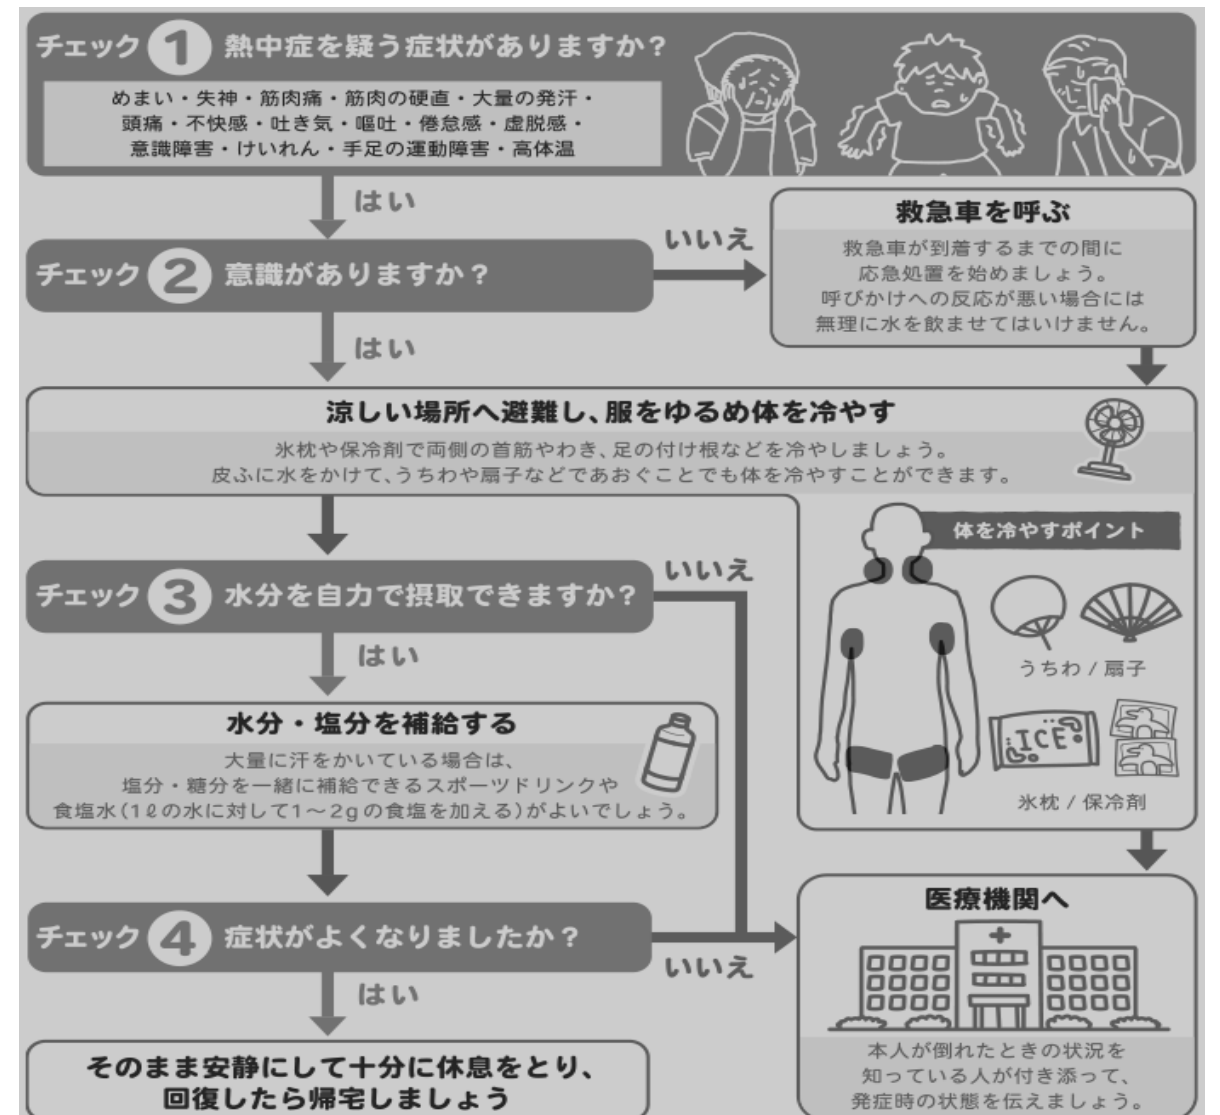 チェック 1 熱中症を疑う症状がありますか?
めまい・失神・筋肉痛・筋肉の硬直・大量の発汗・
頭痛・不快感・吐き気・嘔吐・倦怠感・虚脱感・
意識障害・けいれん・手足の運動障害・高体温
はい
チェック 2 意識がありますか?
いいえ
救急車を呼ぶ
救急車が到着するまでの間に
応急処置を始めましょう。
呼びかけへの反応が悪い場合には
無理に水を飲ませてはいけません。
はい
涼しい場所へ避難し、服をゆるめ体を冷やす
氷枕や保冷剤で両側の首筋やわき、足の付け根などを冷やしましょう。
皮ふに水をかけて、うちわや扇子などであおぐことでも体を冷やすことができます。
体を冷やすポイント
うちわ / 扇子
ICE
氷枕 / 保冷剤
チェック 3 水分を自力で摂取できますか?
いいえ
はい
水分・塩分を補給する
大量に汗をかいている場合は、
塩分・糖分を一緒に補給できるスポーツドリンクや
食塩水(1ℓの水に対して1〜2gの食塩を加える)がよいでしょう。
チェック 4 症状がよくなりましたか?
いいえ
はい
そのまま安静にして十分に休息をとり、
回復したら帰宅しましょう
医療機関へ
本人が倒れたときの状況を
知っている人が付き添って、
発症時の状態を伝えましょう。